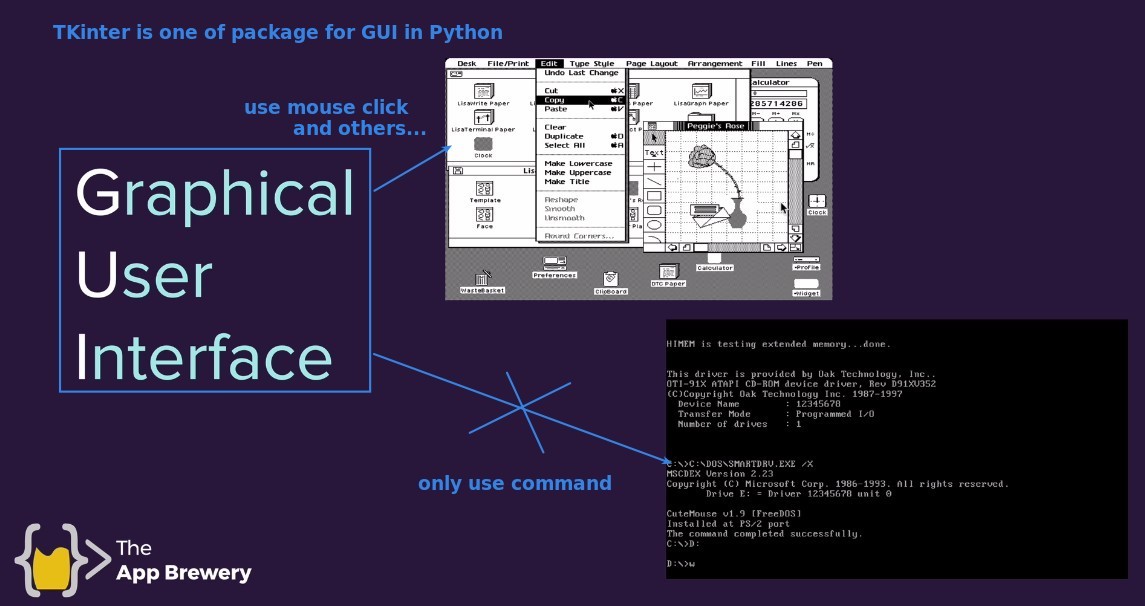 TKinter is one of package for GUI in Python
use mouse click
and others...
Graphical
User
Interface
Desk File/Print Edit Type Style Page Layout Arrangement Fill Lines Pen
Undo Last Change
Cut X
Copy C
Paste V
Clear
Duplicate D
Select All A
Make Lowercase
Make Uppercase
Make Title
Reshape
Smooth
Unsmooth
Round Corners...
LisaWrite Paper
LisaTerminal Paper
Clock
Template
Face
LisaGraph Paper
alculator
285714286
Peggie's Rose
Text
Clock
WasteBasket
Preferences
ClipBoard
DTC Paper
Calculator
ProFile
Widget
only use command
HIMEM is testing extended memory...done.
This driver is provided by Oak Technology, Inc..
OTI-91X ATAPI CD-ROM device driver, Rev D91XV352
(C)Copyright Oak Technology Inc. 1987-1997
Device Name : 12345678
Transfer Mode : Programmed I/O
Number of drives : 1
C:\>C:\DOS\SMARTDRV.EXE /X
MSCDEX Version 2.23
Copyright (C) Microsoft Corp. 1986-1993. All rights reserved.
Drive E: = Driver 12345678 unit 0
CuteMouse v1.9 [FreeDOS]
Installed at PS/2 port
The command completed successfully.
C:\>D:
D:\>w
The
App Brewery